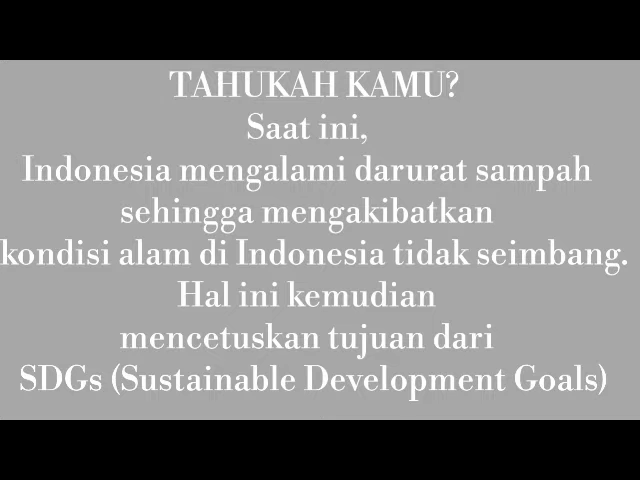 TAHUKAH KAMU?
Saat ini,
Indonesia mengalami darurat sampah
sehingga mengakibatkan
kondisi alam di Indonesia tidak seimbang.
Hal ini kemudian
mencetuskan tujuan dari
SDGs (Sustainable Development Goals)